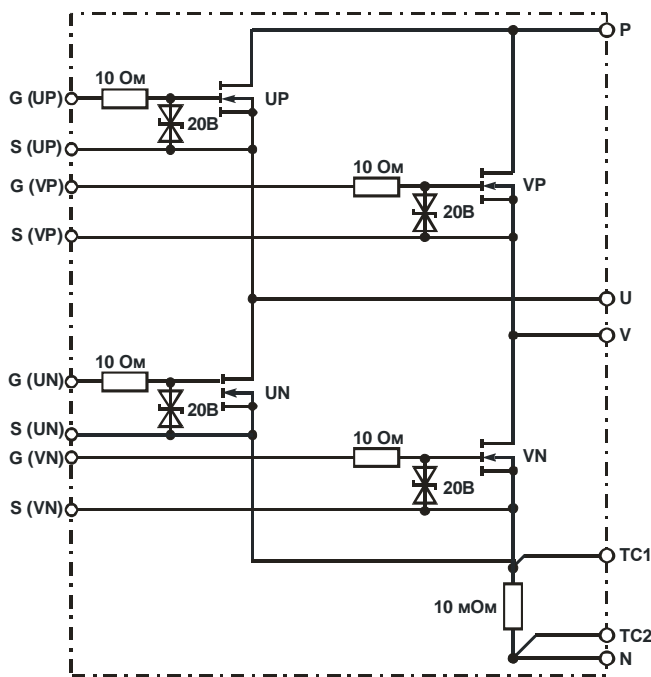 P
10 Ом
G (UP)
UP
20В
S (UP)
10 Ом
G (VP)
VP
20В
S (VP)
U
V
10 Ом
G (UN)
UN
20В
S (UN)
10 Ом
G (VN)
VN
20В
S (VN)
TC1
10 мОм
TC2
N